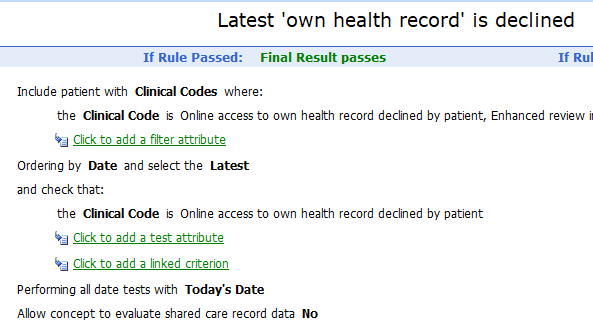 Latest 'own health record' is declined
If Rule Passed: Final Result passes If Rul
Include patient with Clinical Codes where:
the Clinical Code is Online access to own health record declined by patient, Enhanced review i
Click to add a filter attribute
Ordering by Date and select the Latest
and check that:
the Clinical Code is Online access to own health record declined by patient
Click to add a test attribute
Click to add a linked criterion
Performing all date tests with Today's Date
Allow concept to evaluate shared care record data No